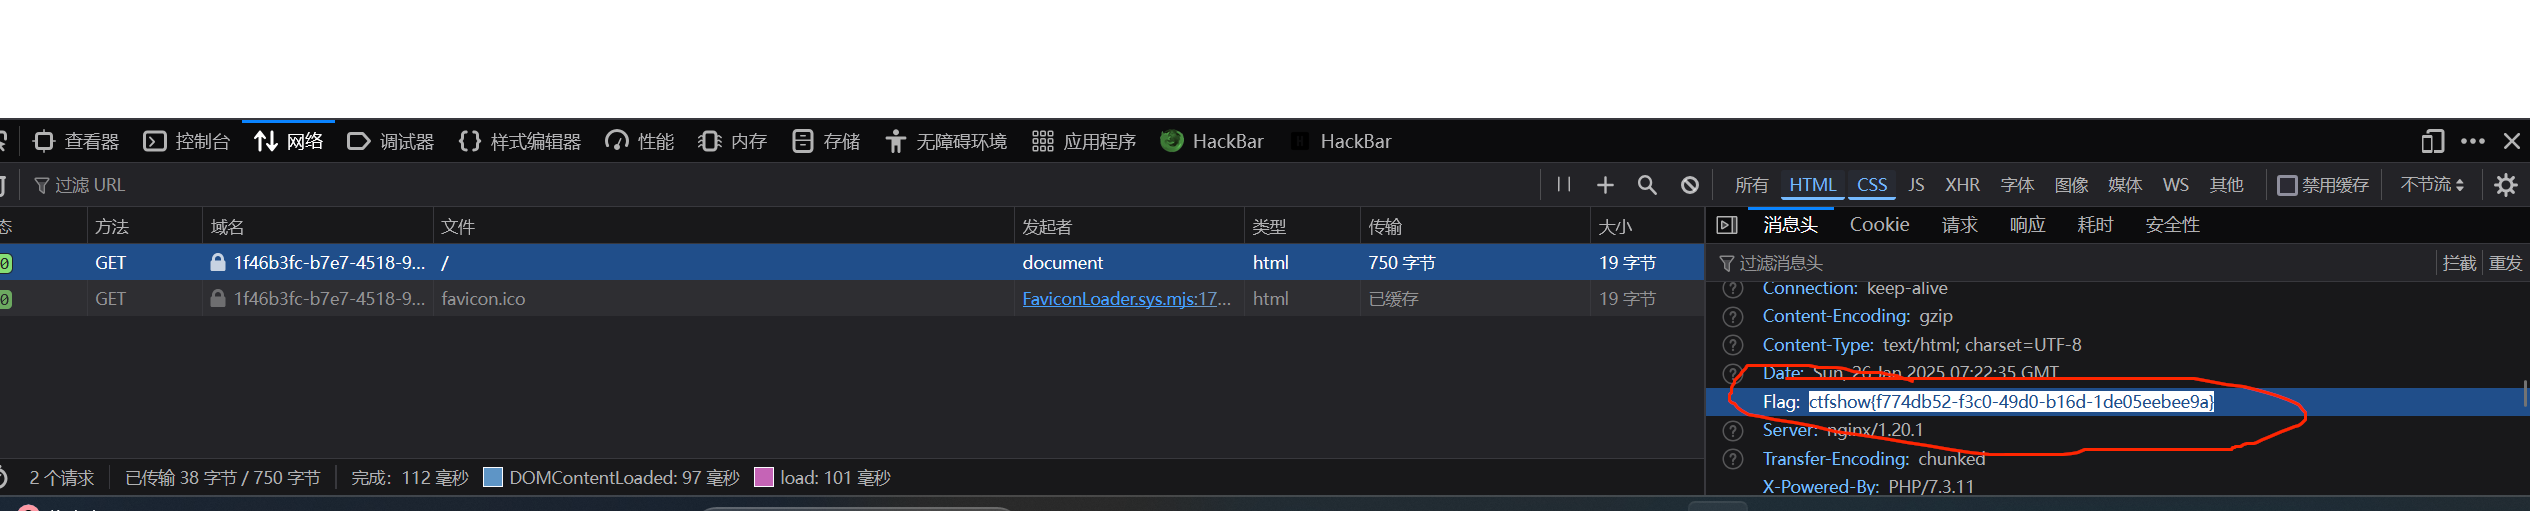 查看器 控制台 网络 调试器 样式编辑器 性能 内存 存储 无障碍环境 应用程序 HackBar HackBar
过滤 URL 所有 HTML CSS JS XHR 字体 图像 媒体 WS 其他 禁用缓存 不节流
态 方法 域名 文件 发起者 类型 传输 大小
0 GET 1f46b3fc-b7e7-4518-9... / document html 750 字节 19 字节
0 GET 1f46b3fc-b7e7-4518-9... favicon.ico FaviconLoader.sys.mjs:17... html 已缓存 19 字节
消息头 Cookie 请求 响应 耗时 安全性
过滤消息头 拦截 重发
Connection: keep-alive
Content-Encoding: gzip
Content-Type: text/html; charset=UTF-8
Date: Sun, 26 Jan 2025 07:22:35 GMT
Flag: ctfshow{f774db52-f3c0-49d0-b16d-1de05eebee9a}
Server: nginx/1.20.1
Transfer-Encoding: chunked
X-Powered-By: PHP/7.3.11
2 个请求 已传输 38 字节 / 750 字节 完成：112 毫秒 DOMContentLoaded: 97 毫秒 load: 101 毫秒